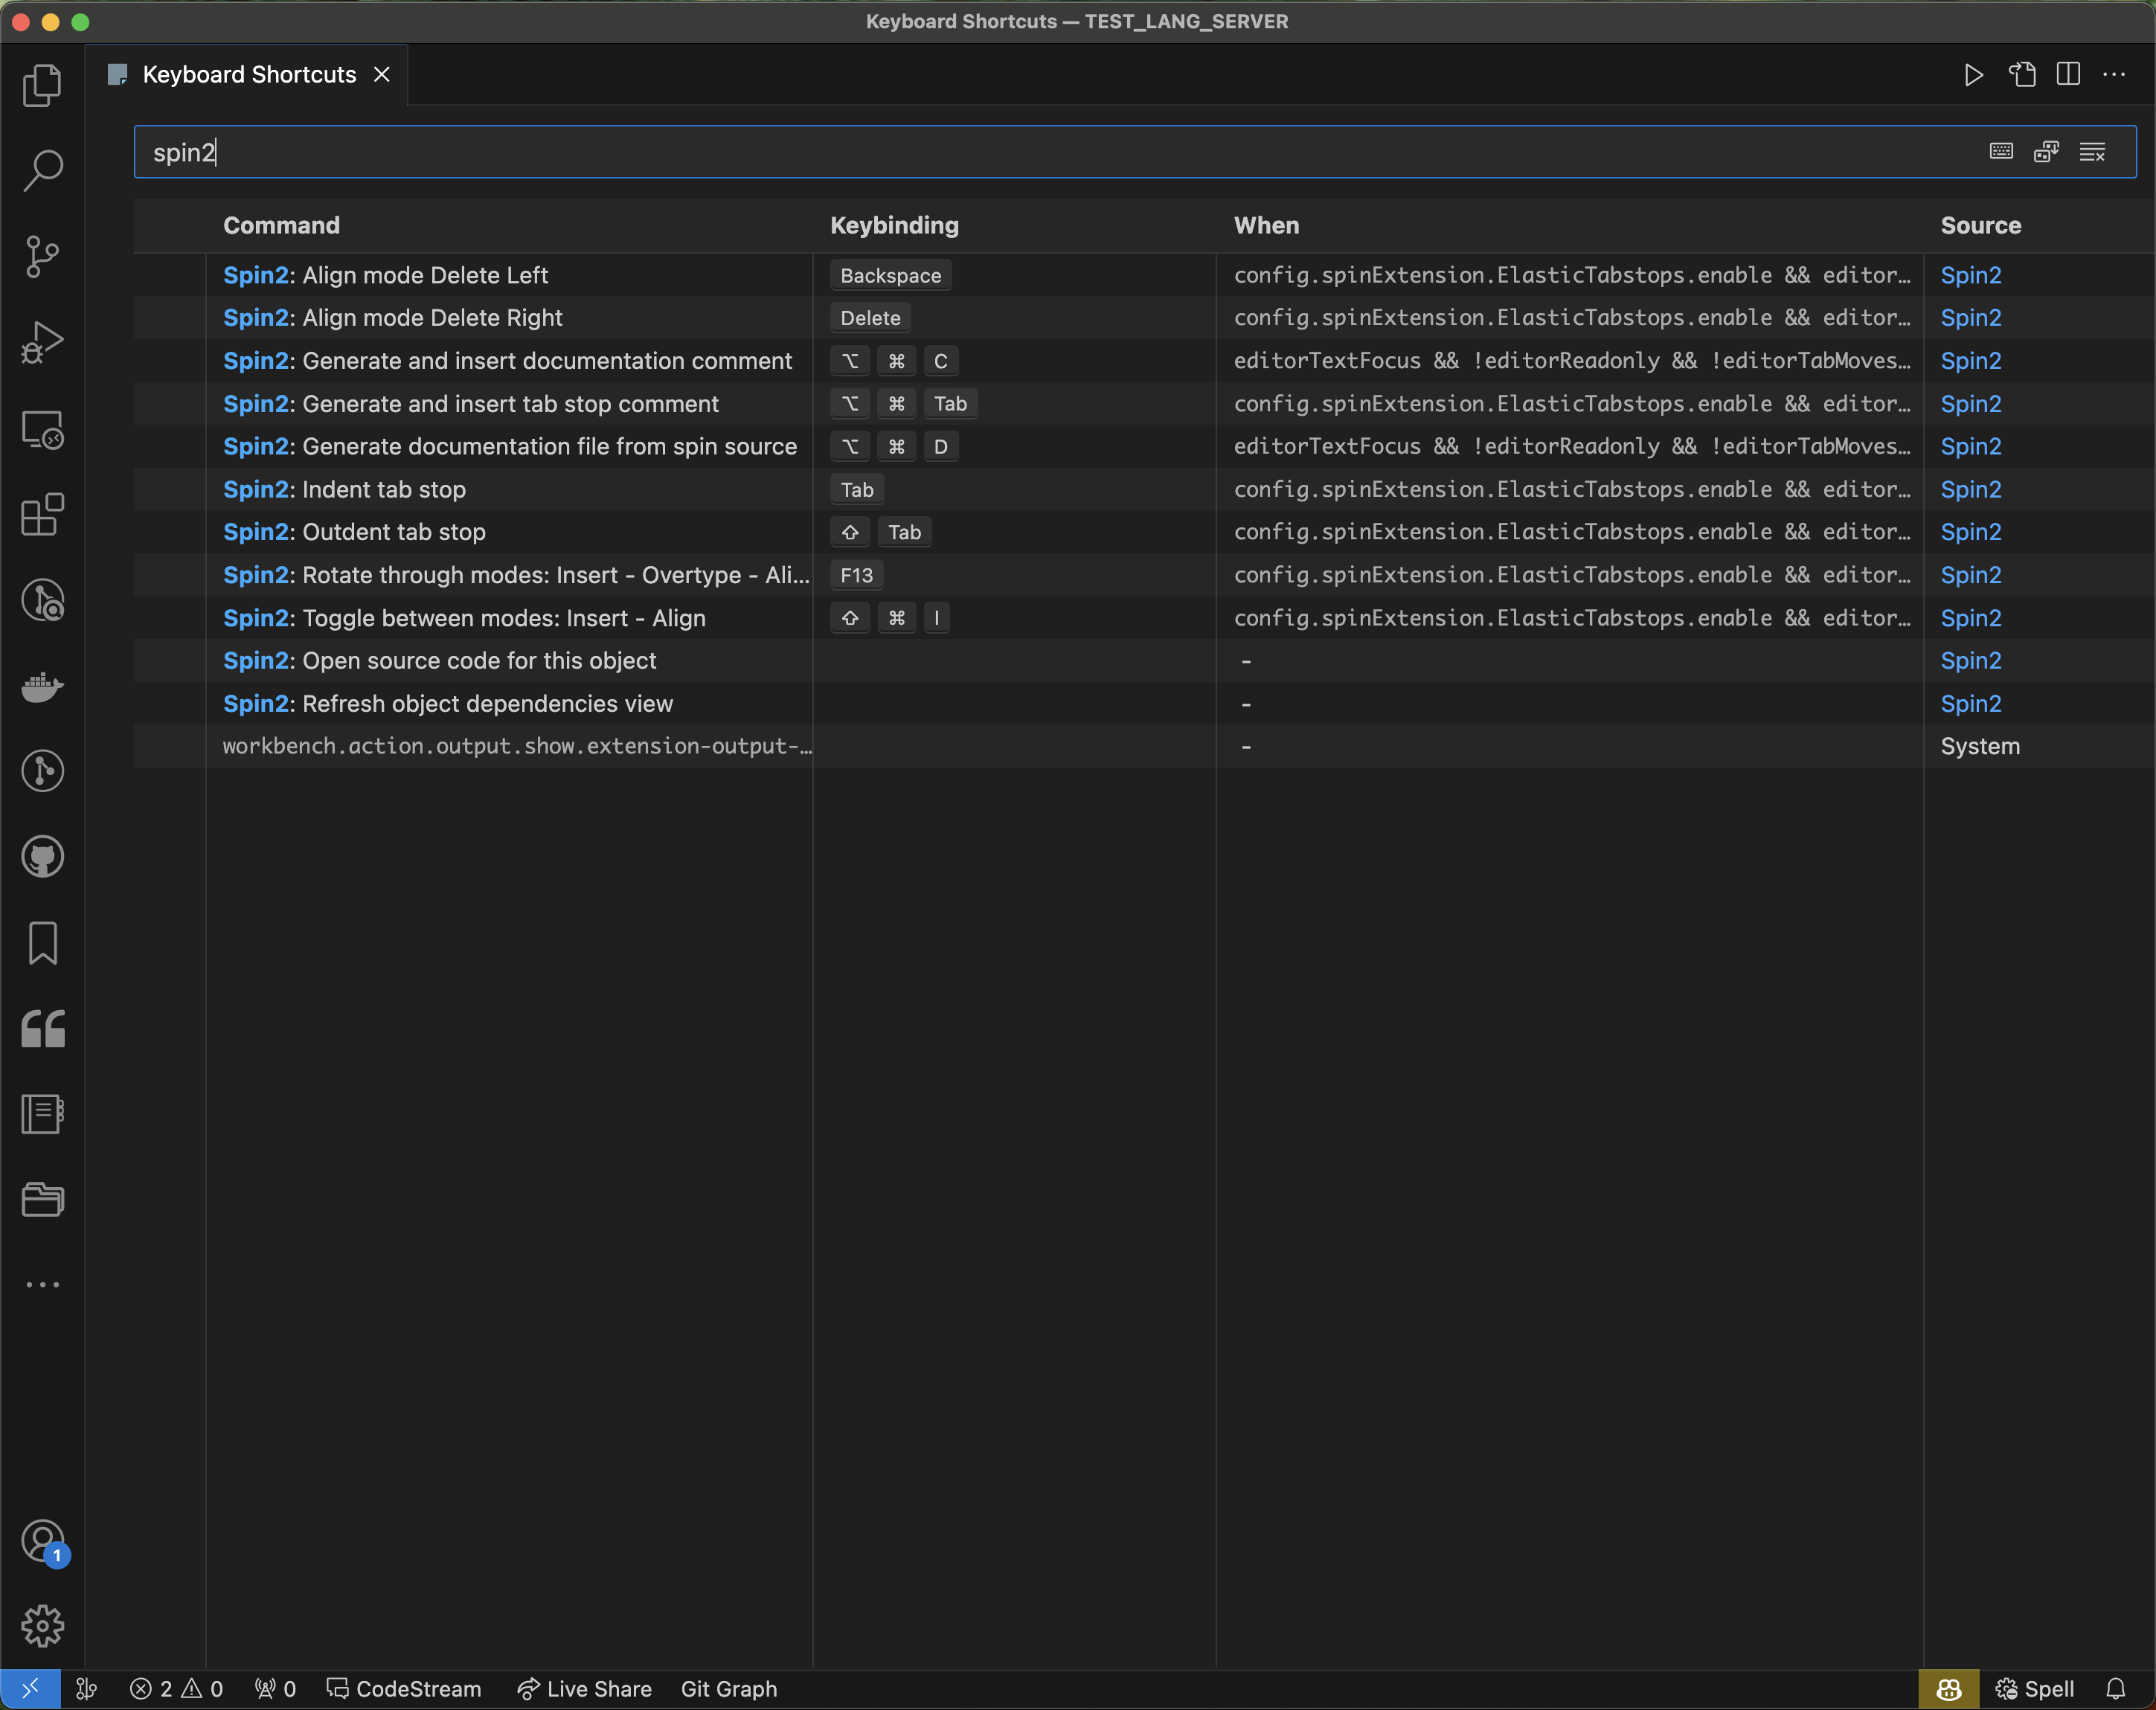 Keyboard Shortcuts — TEST_LANG_SERVER
Keyboard Shortcuts
spin2
Command Keybinding When Source
Spin2: Align mode Delete Left Backspace config.spinExtension.ElasticTabstops.enable && editor… Spin2
Spin2: Align mode Delete Right Delete config.spinExtension.ElasticTabstops.enable && editor… Spin2
Spin2: Generate and insert documentation comment ⌥ ⌘ C editorTextFocus && !editorReadonly && !editorTabMoves… Spin2
Spin2: Generate and insert tab stop comment ⌥ ⌘ Tab config.spinExtension.ElasticTabstops.enable && editor… Spin2
Spin2: Generate documentation file from spin source ⌥ ⌘ D editorTextFocus && !editorReadonly && !editorTabMoves… Spin2
Spin2: Indent tab stop Tab config.spinExtension.ElasticTabstops.enable && editor… Spin2
Spin2: Outdent tab stop ⇧ Tab config.spinExtension.ElasticTabstops.enable && editor… Spin2
Spin2: Rotate through modes: Insert - Overtype - Ali… F13 config.spinExtension.ElasticTabstops.enable && editor… Spin2
Spin2: Toggle between modes: Insert - Align ⇧ ⌘ I config.spinExtension.ElasticTabstops.enable && editor… Spin2
Spin2: Open source code for this object - Spin2
Spin2: Refresh object dependencies view - Spin2
workbench.action.output.show.extension-output-… - System
1
2 0 0 CodeStream Live Share Git Graph Spell